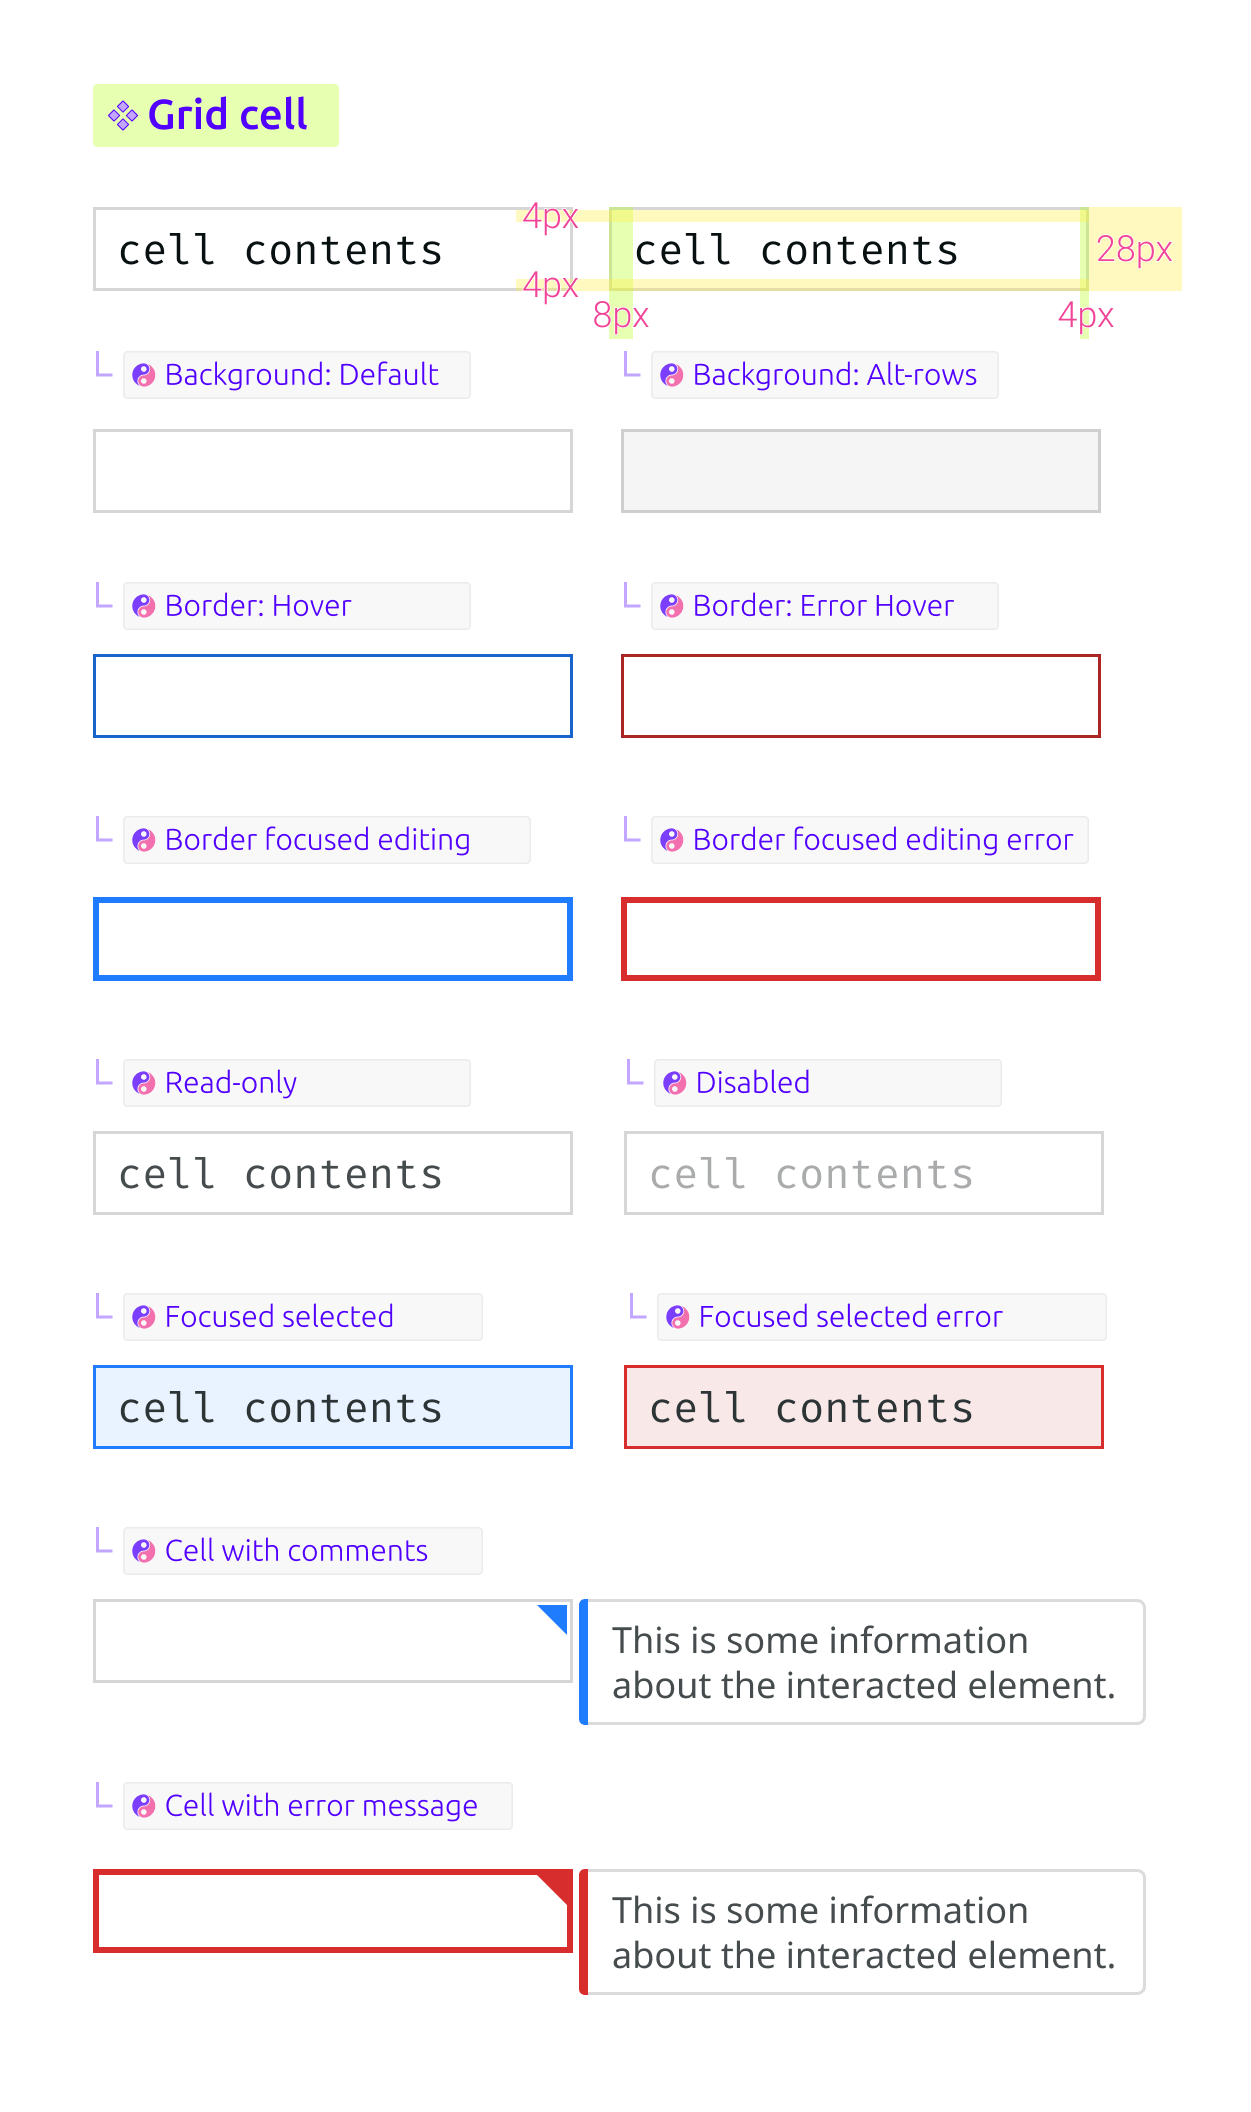 Grid cell
cell contents
4px
4px
cell contents
28px
8px
4px
Background: Default
Background: Alt-rows
Border: Hover
Border: Error Hover
Border focused editing
Border focused editing error
Read-only
Disabled
cell contents
cell contents
Focused selected
Focused selected error
cell contents
cell contents
Cell with comments
This is some information
about the interacted element.
Cell with error message
This is some information
about the interacted element.